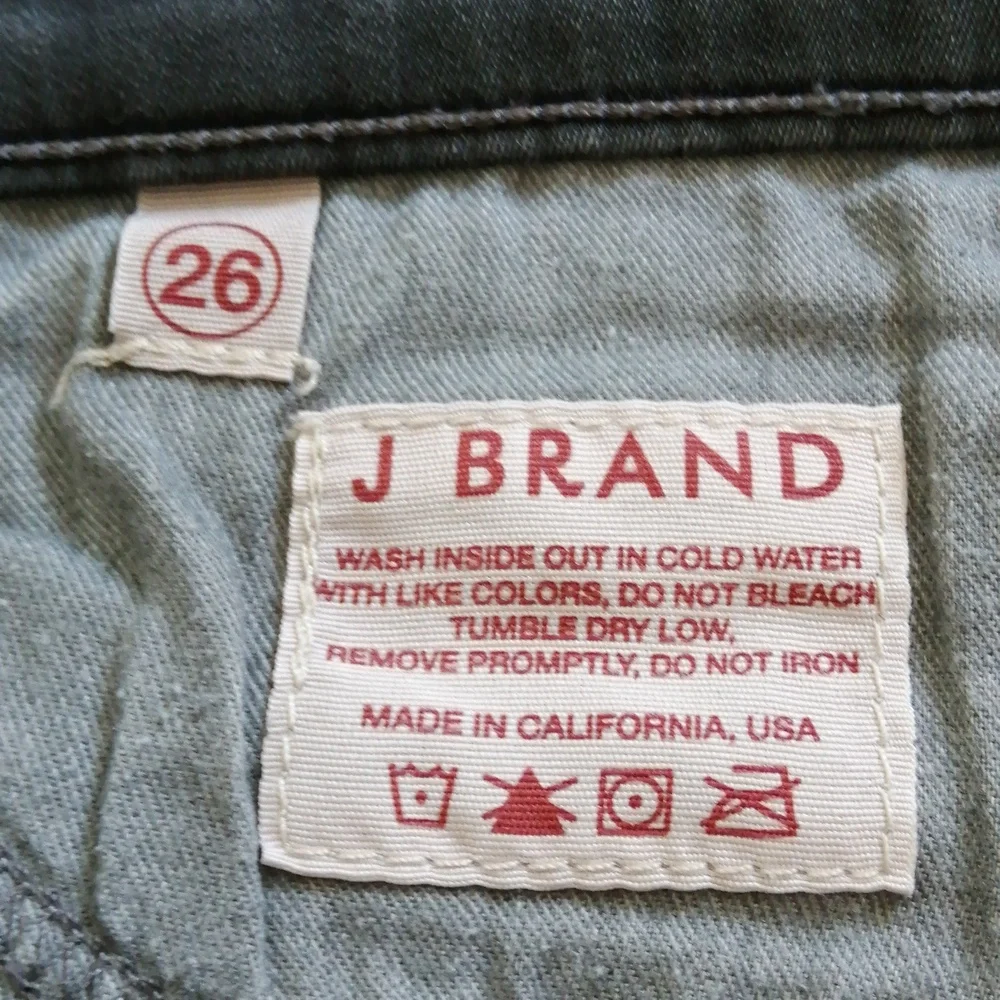 26
J BRAND
WASH INSIDE OUT IN COLD WATER
WITH LIKE COLORS, DO NOT BLEACH
TUMBLE DRY LOW,
REMOVE PROMPTLY, DO NOT IRON
MADE IN CALIFORNIA, USA